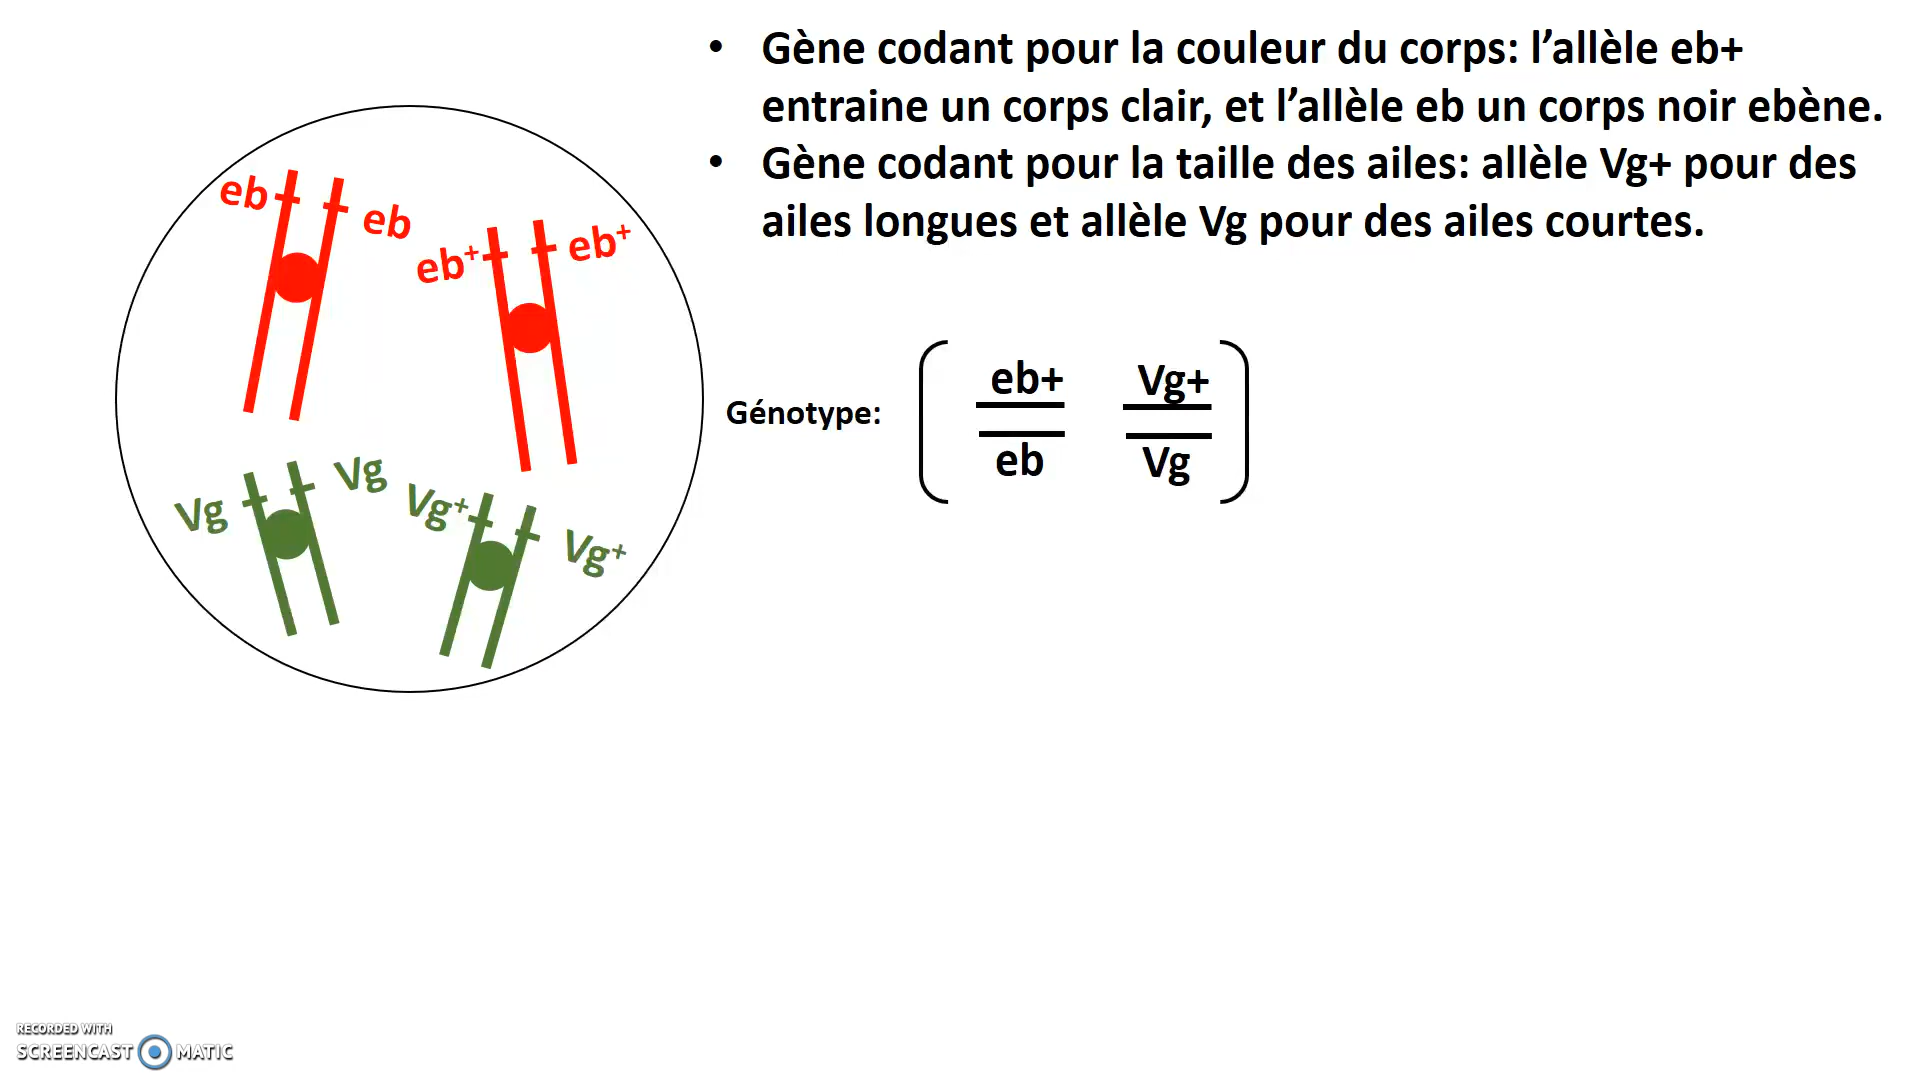 • Gène codant pour la couleur du corps: l’allèle eb+
entraine un corps clair, et l’allèle eb un corps noir ebène.
• Gène codant pour la taille des ailes: allèle Vg+ pour des
ailes longues et allèle Vg pour des ailes courtes.
eb
eb
eb⁺
eb⁺
Vg
Vg
Vg⁺
Vg⁺
Génotype:
eb+ Vg+
eb Vg
RECORDED WITH
SCREENCAST MATIC